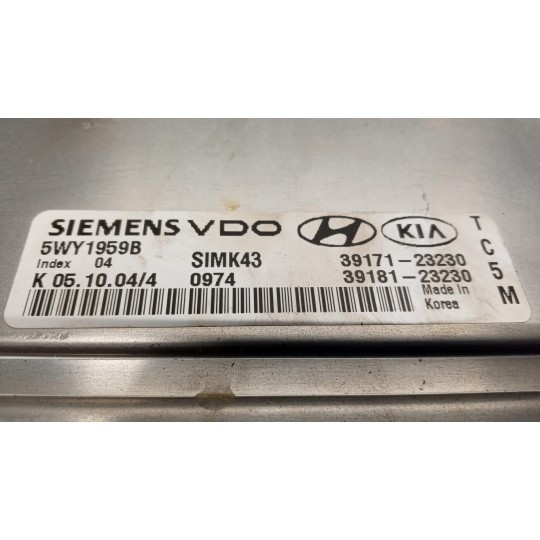 SIEMENS VDO KIA
5WY1959B SIMK43 39171-23230
Index 04 39181-23230
K 05.10.04/4 0974 Made In
Korea
TC5M